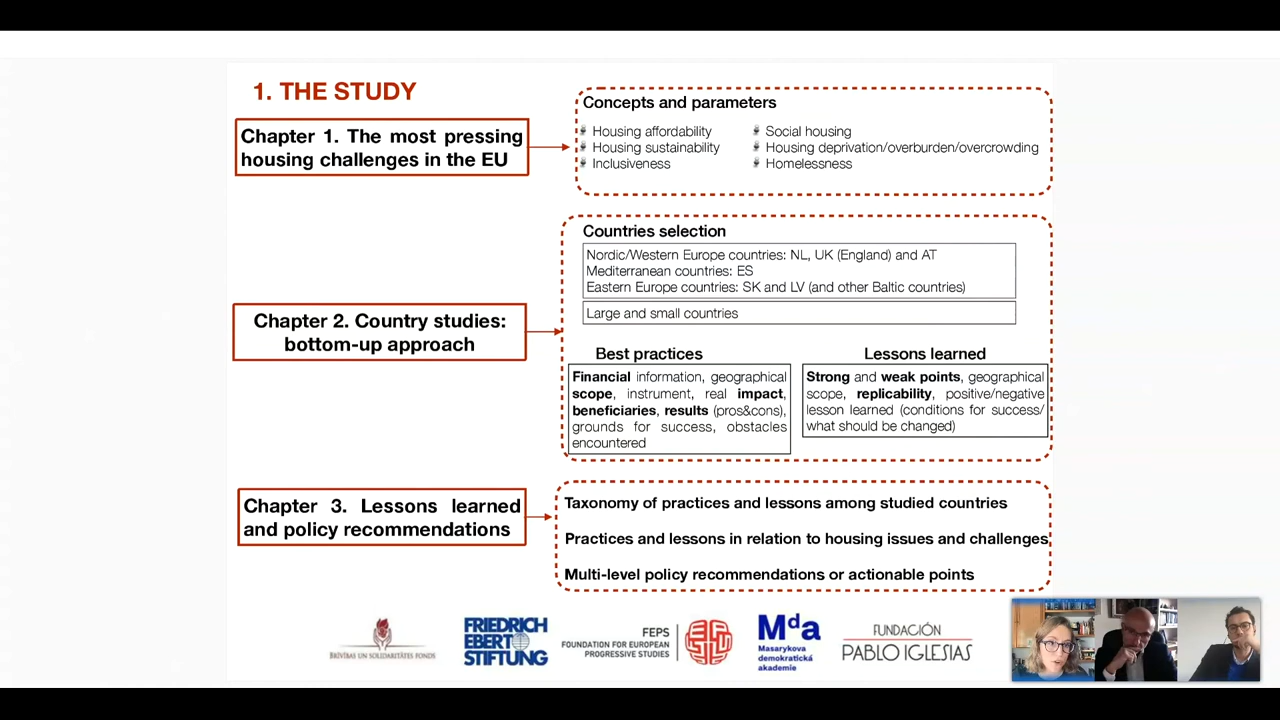 1. THE STUDY
Chapter 1. The most pressing
housing challenges in the EU
Concepts and parameters
Housing affordability
Housing sustainability
Inclusiveness
Social housing
Housing deprivation/overburden/overcrowding
Homelessness
Chapter 2. Country studies:
bottom-up approach
Countries selection
Nordic/Western Europe countries: NL, UK (England) and AT
Mediterranean countries: ES
Eastern Europe countries: SK and LV (and other Baltic countries)
Large and small countries
Best practices
Financial information, geographical
scope, instrument, real impact,
beneficiaries, results (pros&cons),
grounds for success, obstacles
encountered
Lessons learned
Strong and weak points, geographical
scope, replicability, positive/negative
lesson learned (conditions for success/
what should be changed)
Chapter 3. Lessons learned
and policy recommendations
Taxonomy of practices and lessons among studied countries
Practices and lessons in relation to housing issues and challenges
Multi-level policy recommendations or actionable points
BRĪVĪBAS UN SOLIDARITĀTES FONDS
FRIEDRICH
EBERT
STIFTUNG
FEPS
FOUNDATION FOR EUROPEAN
PROGRESSIVE STUDIES
Mda
Masarykova
demokratická
akademie
FUNDACIÓN
PABLO IGLESIAS